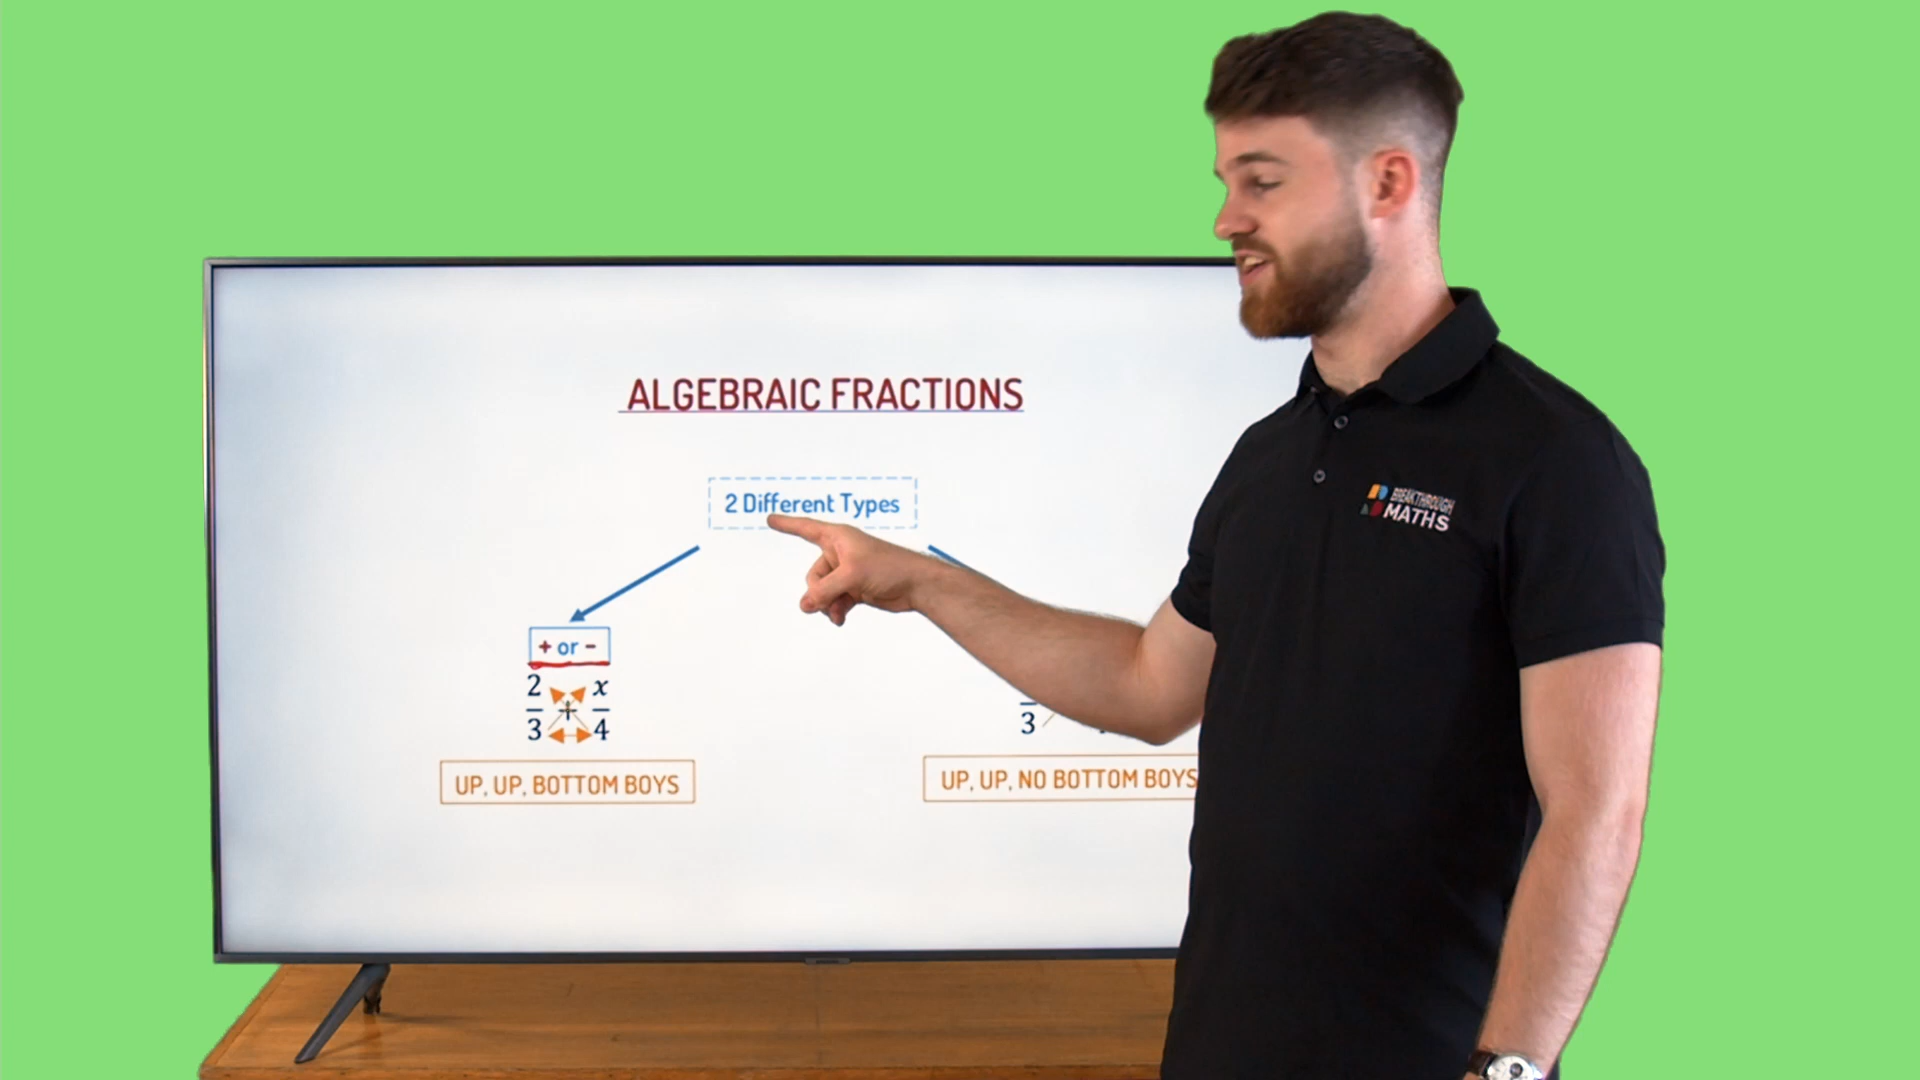 ALGEBRAIC FRACTIONS
2 Different Types
+ or -
2/3 + x/4
3
UP, UP, BOTTOM BOYS
UP, UP, NO BOTTOM BOYS
BREAKTHROUGH
MATHS